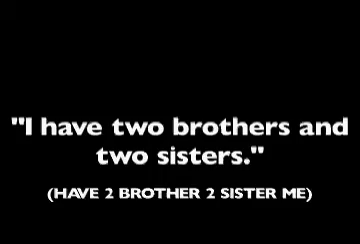 "I have two brothers and
two sisters."
(HAVE 2 BROTHER 2 SISTER ME)